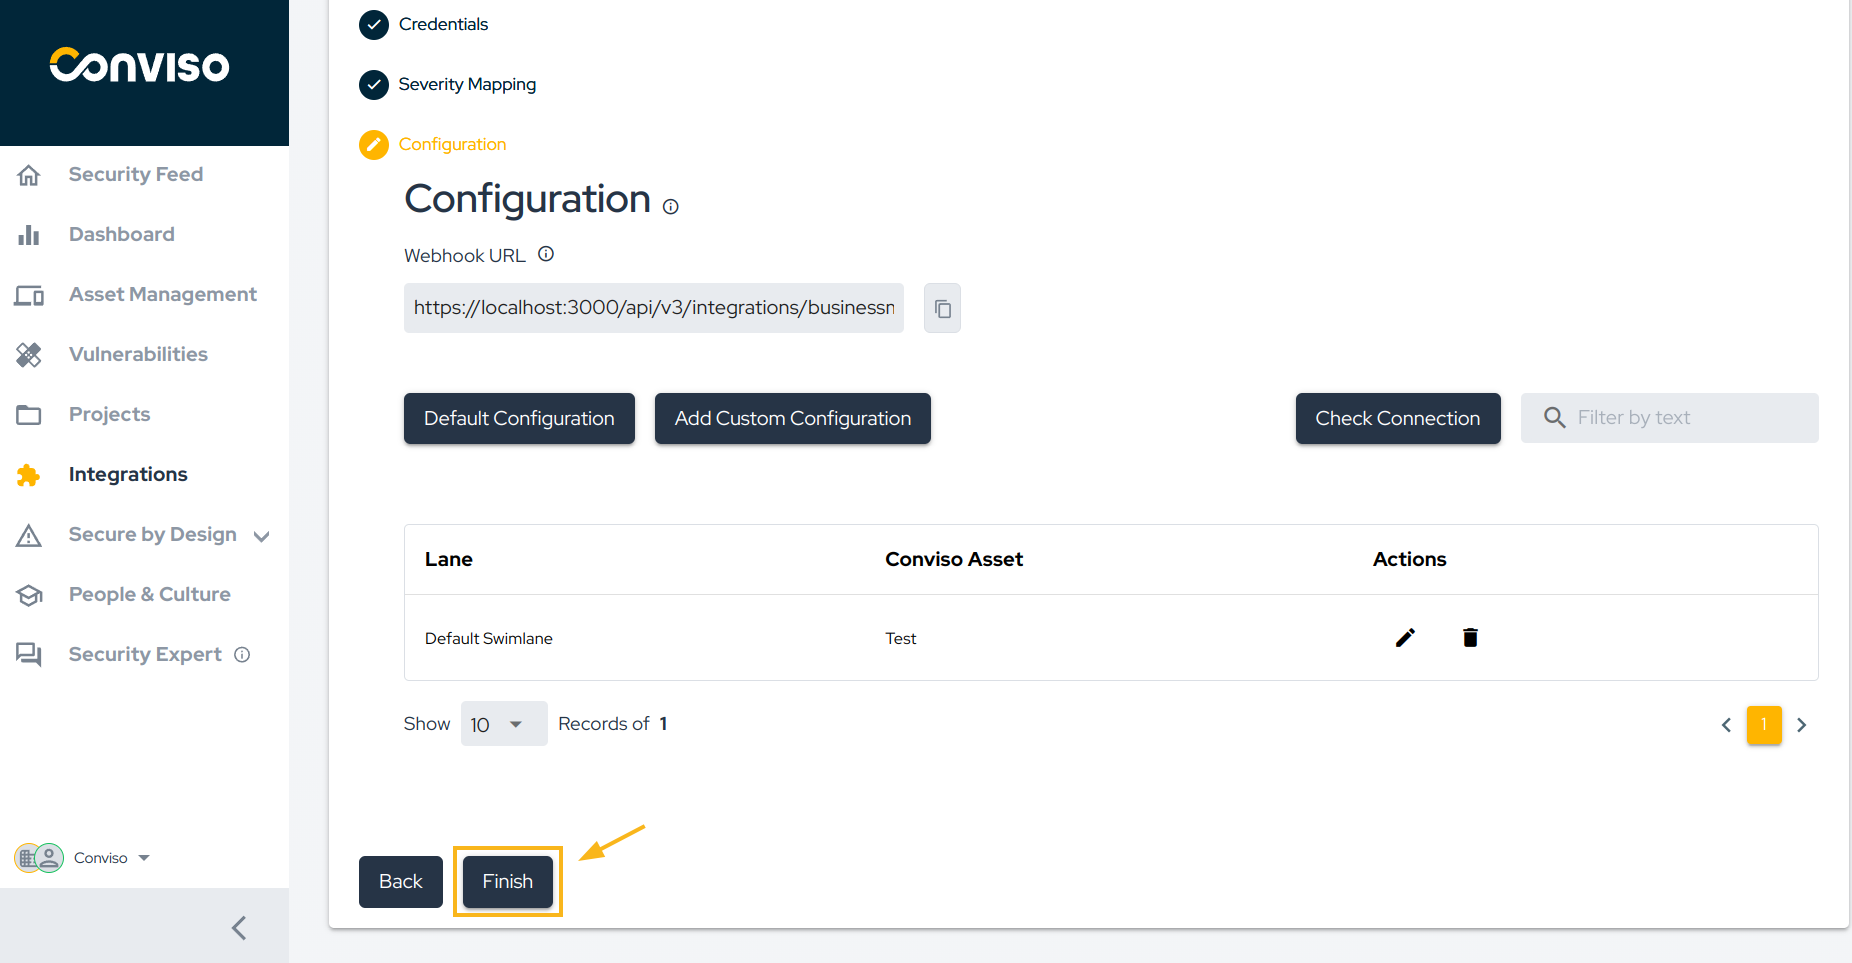 Conviso
Security Feed
Dashboard
Asset Management
Vulnerabilities
Projects
Integrations
Secure by Design
People & Culture
Security Expert
Conviso
Credentials
Severity Mapping
Configuration
Configuration
Webhook URL
https://localhost:3000/api/v3/integrations/businessn
Default Configuration
Add Custom Configuration
Check Connection
Filter by text
Lane Conviso Asset Actions
Default Swimlane Test
Show 10 Records of 1
1
Back
Finish